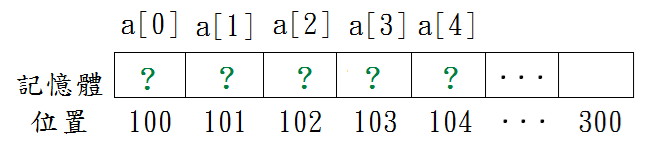 a[0] a[1] a[2] a[3] a[4]
記憶體 ? ? ? ? ? ...
位置 100 101 102 103 104 ... 300